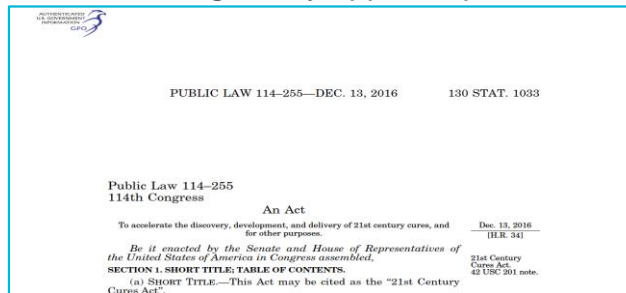 AUTHENTICATED
U.S. GOVERNMENT
INFORMATION
GPO
PUBLIC LAW 114–255—DEC. 13, 2016 130 STAT. 1033
Public Law 114–255
114th Congress
An Act
To accelerate the discovery, development, and delivery of 21st century cures, and
for other purposes.
Dec. 13, 2016
[H.R. 34]
Be it enacted by the Senate and House of Representatives of
the United States of America in Congress assembled,
21st Century
Cures Act.
42 USC 201 note.
SECTION 1. SHORT TITLE; TABLE OF CONTENTS.
(a) SHORT TITLE.—This Act may be cited as the “21st Century
Cures Act”.